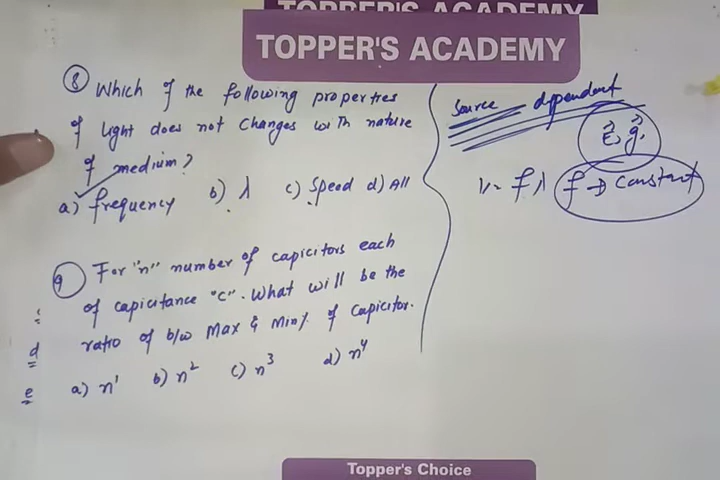 TOPPER'S ACADEMY
TOPPER'S ACADEMY
8 Which of the following properties
of light does not changes with nature
of medium?
a) frequency b) λ c) Speed d) All
Source dependent
E, g,
v = fλ f → Constant
9 For "n" number of capicitors each
of capicitance "C". What will be the
ratio of b/w Max & Min of Capicitor.
a) n¹ b) n² c) n³ d) n⁴
c
d
e
Topper's Choice